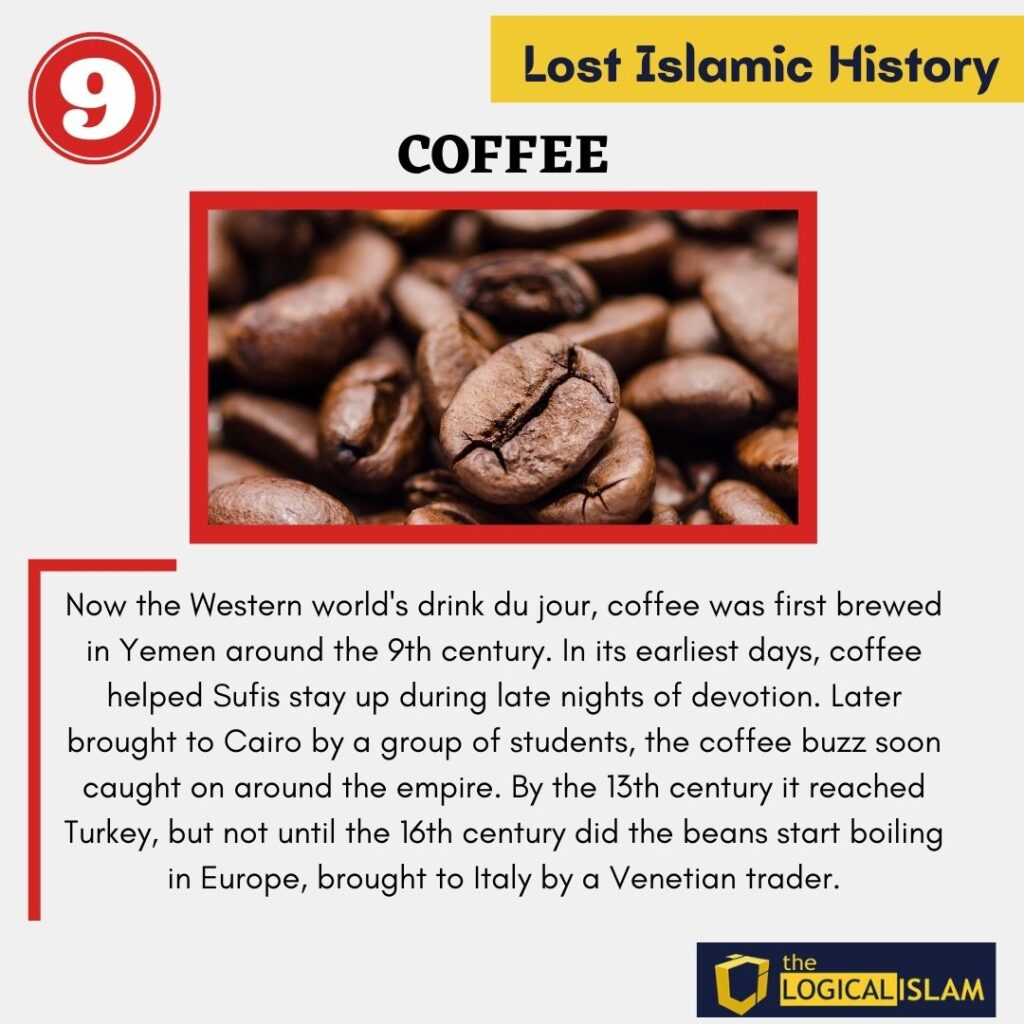 9
Lost Islamic History
COFFEE
Now the Western world's drink du jour, coffee was first brewed
in Yemen around the 9th century. In its earliest days, coffee
helped Sufis stay up during late nights of devotion. Later
brought to Cairo by a group of students, the coffee buzz soon
caught on around the empire. By the 13th century it reached
Turkey, but not until the 16th century did the beans start boiling
in Europe, brought to Italy by a Venetian trader.
the
LOGICAL ISLAM